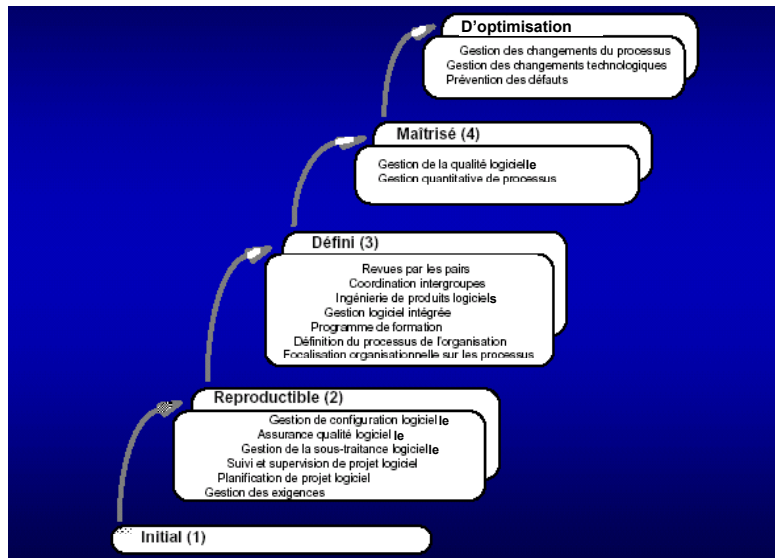 D'optimisation
Gestion des changements du processus
Gestion des changements technologiques
Prévention des défauts
Maîtrisé (4)
Gestion de la qualité logicielle
Gestion quantitative de processus
Défini (3)
Revues par les pairs
Coordination intergroupes
Ingénierie de produits logiciels
Gestion logiciel intégrée
Programme de formation
Définition du processus de l'organisation
Focalisation organisationnelle sur les processus
Reproductible (2)
Gestion de configuration logicielle
Assurance qualité logicielle
Gestion de la sous-traitance logicielle
Suivi et supervision de projet logiciel
Planification de projet logiciel
Gestion des exigences
Initial (1)